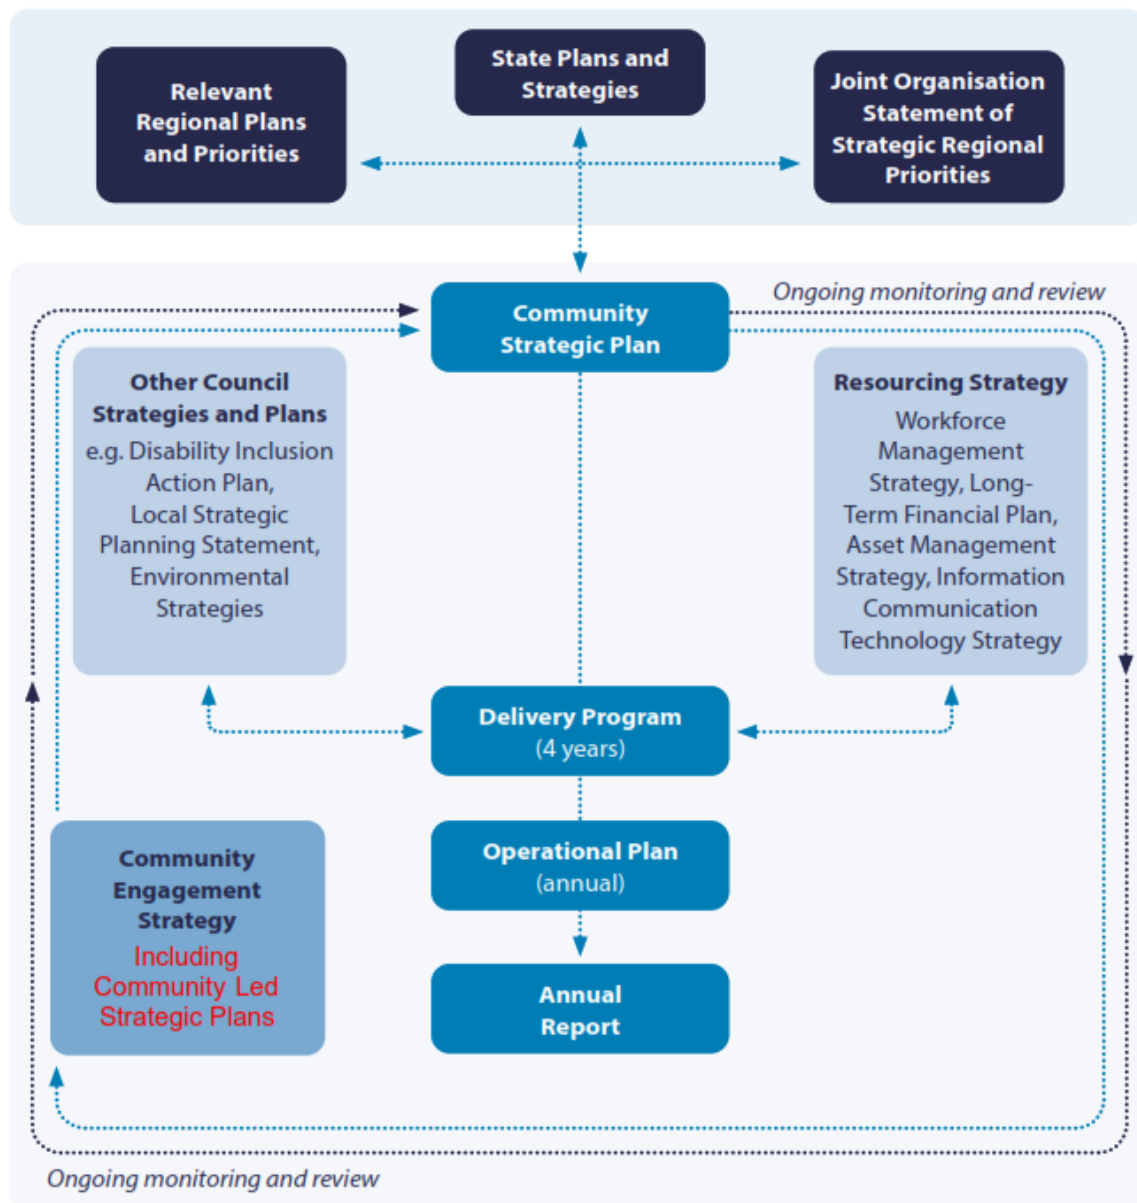 Relevant
Regional Plans
and Priorities
State Plans and
Strategies
Joint Organisation
Statement of
Strategic Regional
Priorities
Community
Strategic Plan
Ongoing monitoring and review
Other Council
Strategies and Plans
e.g. Disability Inclusion
Action Plan,
Local Strategic
Planning Statement,
Environmental
Strategies
Resourcing Strategy
Workforce
Management
Strategy, Long-
Term Financial Plan,
Asset Management
Strategy, Information
Communication
Technology Strategy
Delivery Program
(4 years)
Community
Engagement
Strategy
Including
Community Led
Strategic Plans
Operational Plan
(annual)
Annual
Report
Ongoing monitoring and review